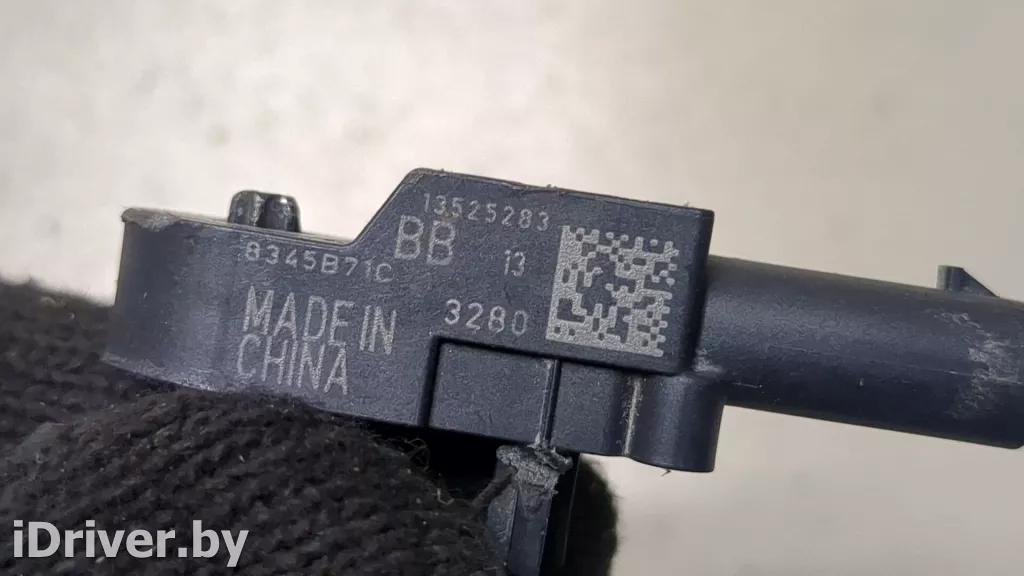 13525283
BB
13
8345B71C
3280
MADE IN
CHINA
iDriver.by